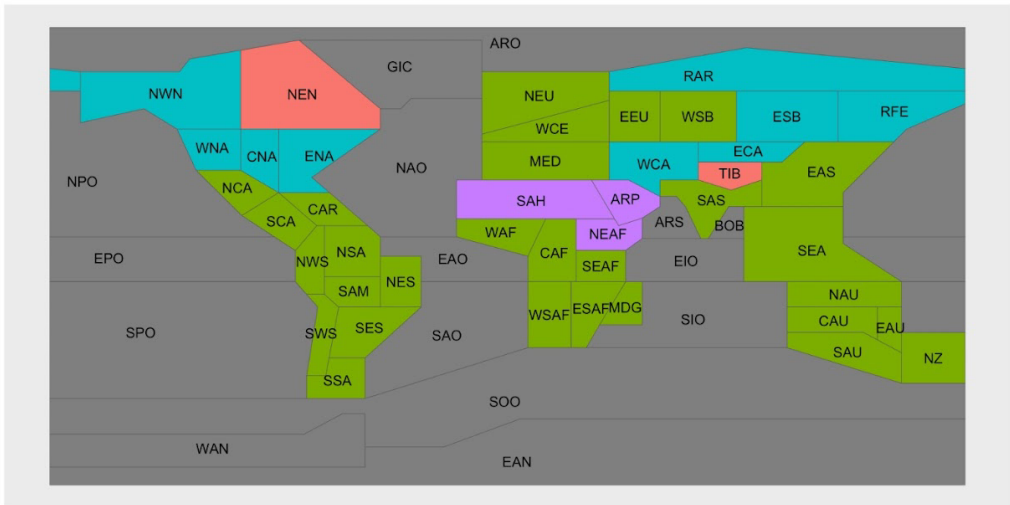 ARO
GIC
RAR
NWN
NEN
NEU
EEU
WSB
ESB
RFE
WCE
WNA
CNA
ENA
NAO
MED
WCA
ECA
TIB
EAS
NPO
NCA
SAH
ARP
SAS
SCA
CAR
ARS
BOB
WAF
NEAF
EPO
NWS
NSA
EAO
CAF
SEAF
EIO
SEA
SAM
NES
NAU
SPO
SWS
SES
SAO
WSAF
ESAF
MDG
SIO
CAU
EAU
SAU
NZ
SSA
SOO
WAN
EAN